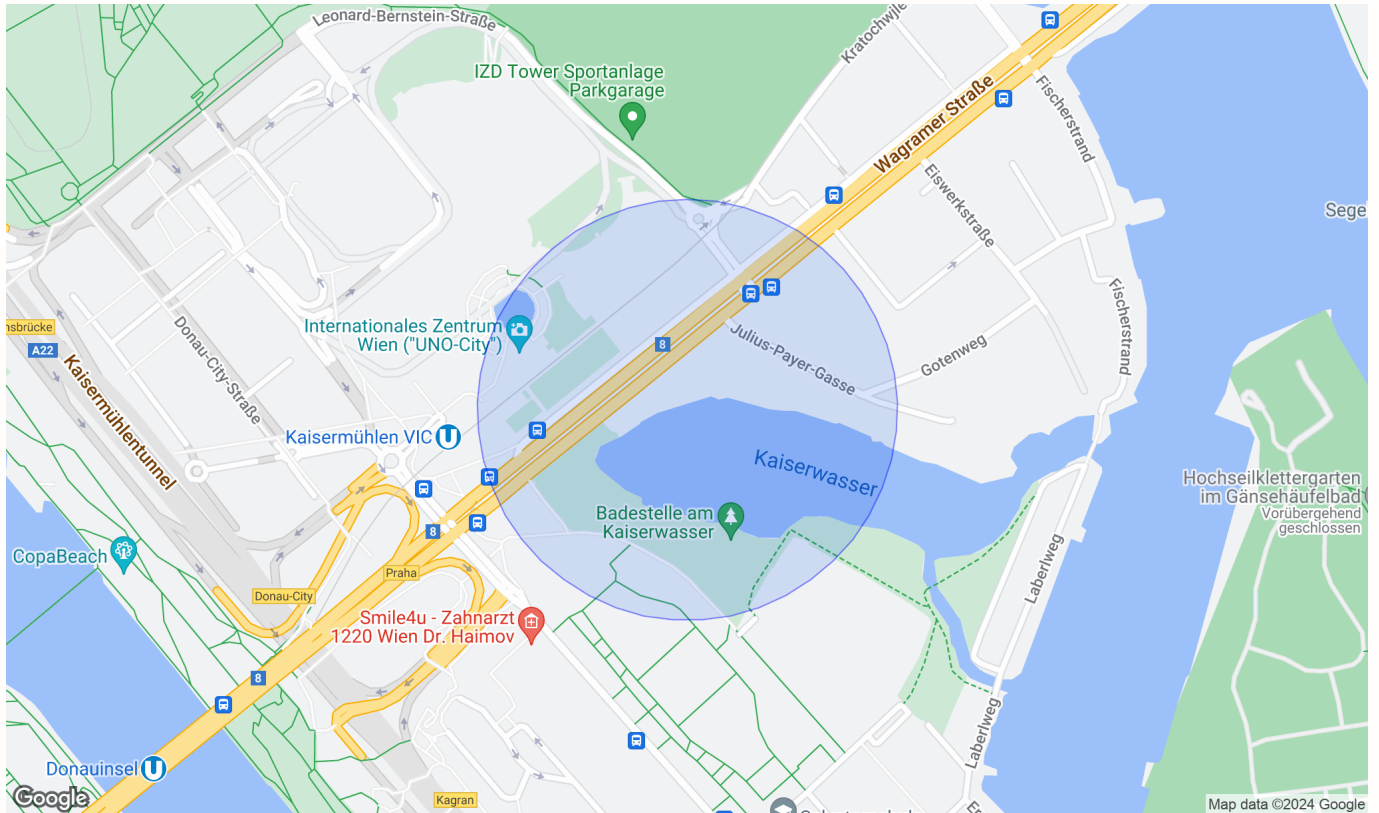 Leonard-Bernstein-Straße
IZD Tower Sportanlage
Parkgarage
Wagramer Straße
Fischerstrand
Eiswerkstraße
Segel
nsbrücke
A22
Kaisermühlentunnel
Donau-City-Straße
Internationales Zentrum
Wien ("UNO-City")
8
Julius-Payer-Gasse
Gotenweg
Fischerstrand
Kaisermühlen VIC
U
Kaiserwasser
Hochseilklettergarten
im Gänsehäufelbad
Vorübergehend
geschlossen
Badestelle am
Kaiserwasser
8
CopaBeach
Praha
Donau-City
Laberlweg
Smile4u - Zahnarzt
1220 Wien Dr. Haimov
8
Laberlweg
Donauinsel
U
Google
Kagran
Map data ©2024 Google